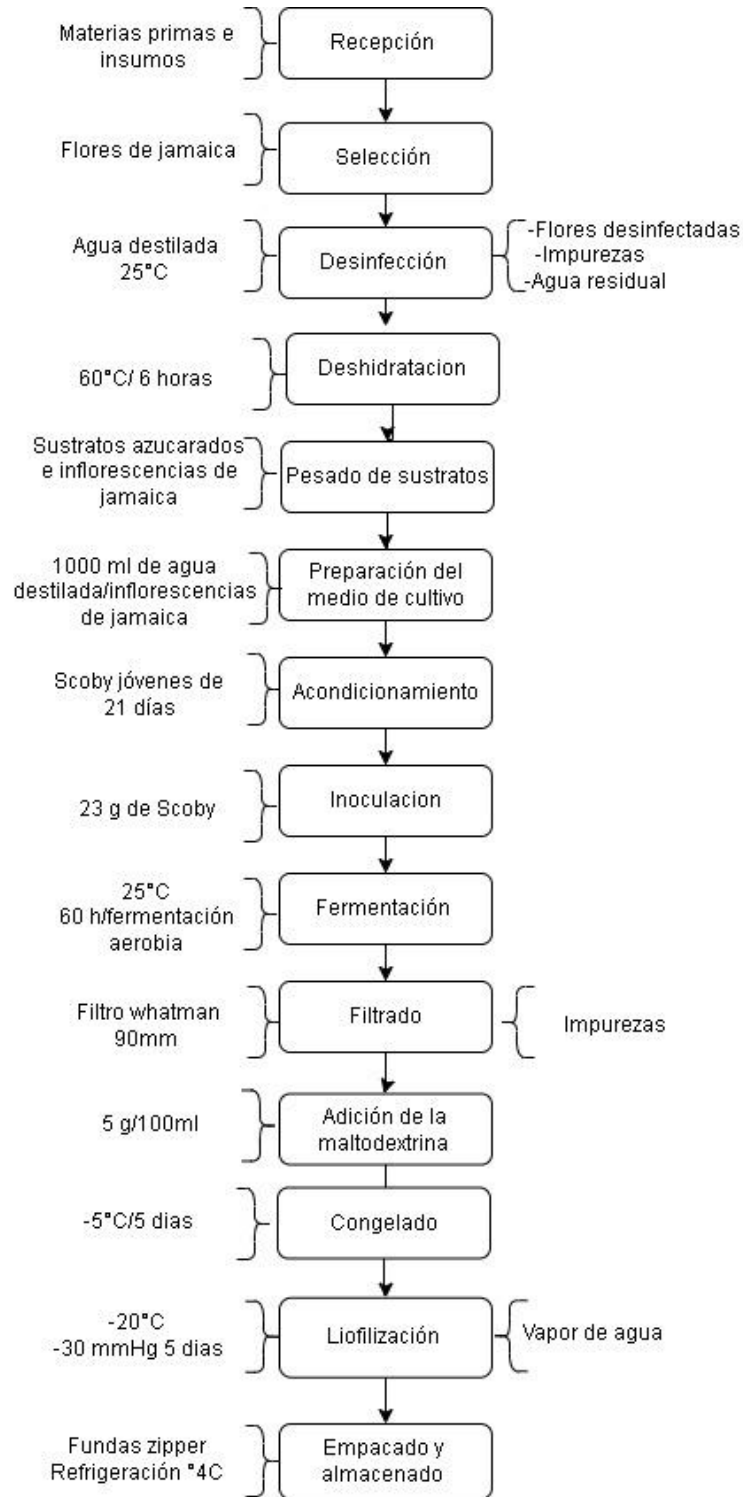 Materias primas e
insumos
Recepción
Flores de jamaica
Selección
Agua destilada
25°C
Desinfección
-Flores desinfectadas
-Impurezas
-Agua residual
60°C/ 6 horas
Deshidratacion
Sustratos azucarados
e inflorescencias de
jamaica
Pesado de sustratos
1000 ml de agua
destilada/inflorescencias
de jamaica
Preparación del
medio de cultivo
Scoby jóvenes de
21 días
Acondicionamiento
23 g de Scoby
Inoculacion
25°C
60 h/fermentación
aerobia
Fermentación
Filtro whatman
90mm
Filtrado
Impurezas
5 g/100ml
Adición de la
maltodextrina
-5°C/5 dias
Congelado
-20°C
-30 mmHg 5 dias
Liofilización
Vapor de agua
Fundas zipper
Refrigeración °4C
Empacado y
almacenado